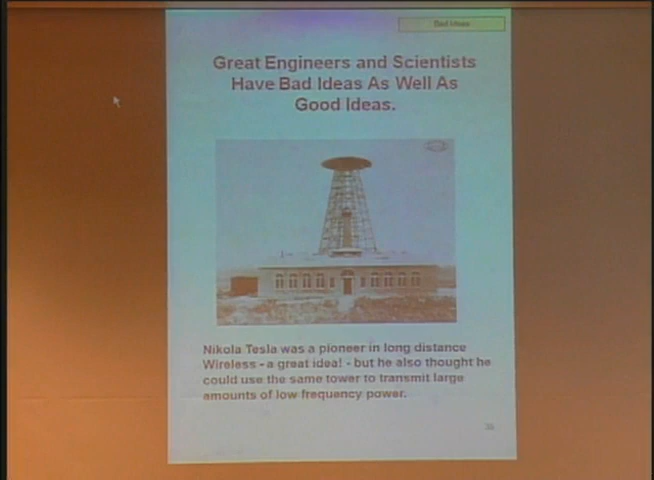 Bad Ideas
Great Engineers and Scientists
Have Bad Ideas As Well As
Good Ideas.
Nikola Tesla was a pioneer in long distance
Wireless - a great idea! - but he also thought he
could use the same tower to transmit large
amounts of low frequency power.